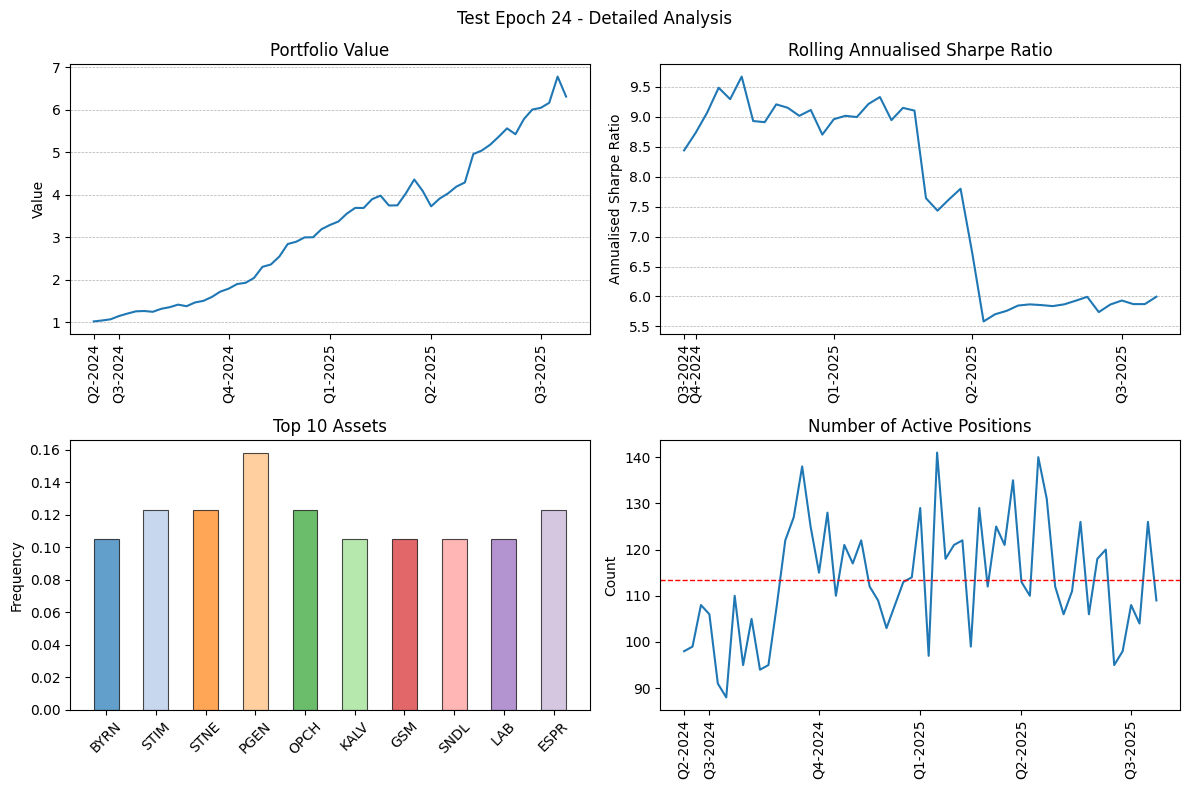 Test Epoch 24 - Detailed Analysis
Portfolio Value
Value
7
6
5
4
3
2
1
Q2-2024
Q3-2024
Q4-2024
Q1-2025
Q2-2025
Q3-2025
Rolling Annualised Sharpe Ratio
Annualised Sharpe Ratio
9.5
9.0
8.5
8.0
7.5
7.0
6.5
6.0
5.5
Q3-2024
Q4-2024
Q1-2025
Q2-2025
Q3-2025
Top 10 Assets
Frequency
0.16
0.14
0.12
0.10
0.08
0.06
0.04
0.02
0.00
BYRN
STIM
STNE
PGEN
OPCH
KALV
GSM
SNDL
LAB
ESPR
Number of Active Positions
Count
140
130
120
110
100
90
Q2-2024
Q3-2024
Q4-2024
Q1-2025
Q2-2025
Q3-2025